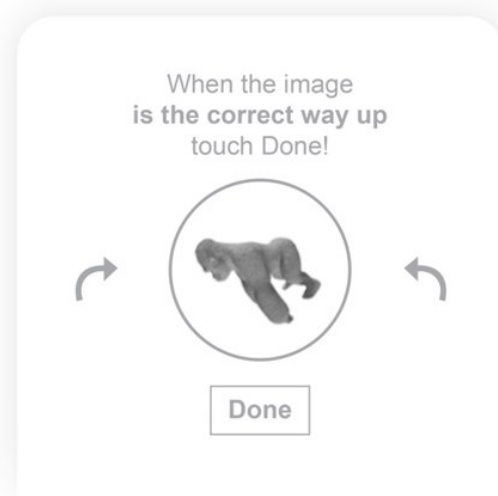 When the image
is the correct way up
touch Done!
Done